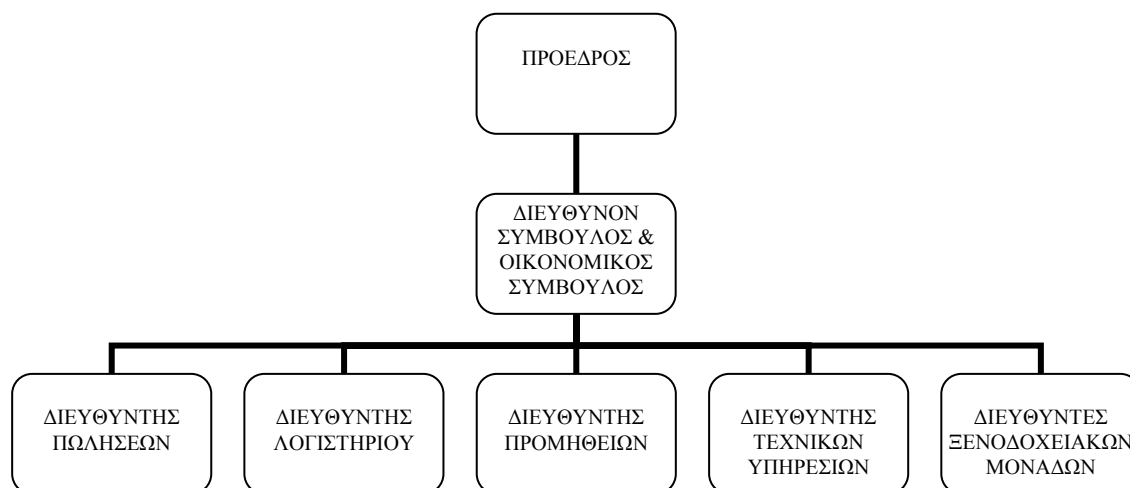 ΠΡΟΕΔΡΟΣ
ΔΙΕΥΘΥΝΟΝ
ΣΥΜΒΟΥΛΟΣ &
ΟΙΚΟΝΟΜΙΚΟΣ
ΣΥΜΒΟΥΛΟΣ
ΔΙΕΥΘΥΝΤΗΣ
ΠΩΛΗΣΕΩΝ
ΔΙΕΥΘΥΝΤΗΣ
ΛΟΓΙΣΤΗΡΙΟΥ
ΔΙΕΥΘΥΝΤΗΣ
ΠΡΟΜΗΘΕΙΩΝ
ΔΙΕΥΘΥΝΤΗΣ
ΤΕΧΝΙΚΩΝ
ΥΠΗΡΕΣΙΩΝ
ΔΙΕΥΘΥΝΤΕΣ
ΞΕΝΟΔΟΧΕΙΑΚΩΝ
ΜΟΝΑΔΩΝ